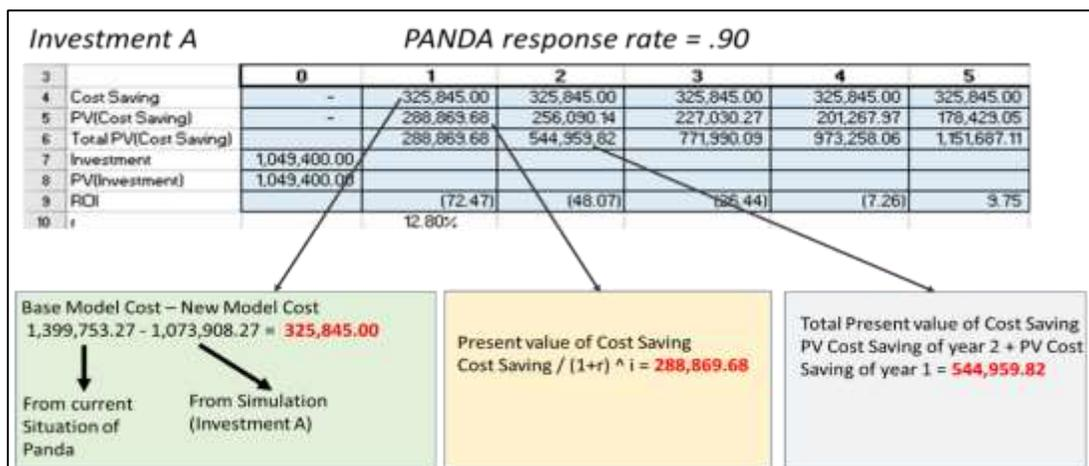 Investment A PANDA response rate = .90
3 0 1 2 3 4 5
4 Cost Saving - 325,845.00 325,845.00 325,845.00 325,845.00 325,845.00
5 PV(Cost Saving) - 288,869.68 256,090.14 227,030.27 201,267.97 178,429.05
6 Total PV(Cost Saving) 288,869.68 544,959.82 771,990.09 973,258.06 1,151,687.11
7 Investment 1,049,400.00
8 PV(Investment) 1,049,400.00
9 ROI (72.47) (48.07) (26.44) (7.26) 9.75
10 r 12.80%
Base Model Cost – New Model Cost
1,399,753.27 - 1,073,908.27 = 325,845.00
From current
Situation of
Panda
From Simulation
(Investment A)
Present value of Cost Saving
Cost Saving / (1+r) ^ i = 288,869.68
Total Present value of Cost Saving
PV Cost Saving of year 2 + PV Cost
Saving of year 1 = 544,959.82